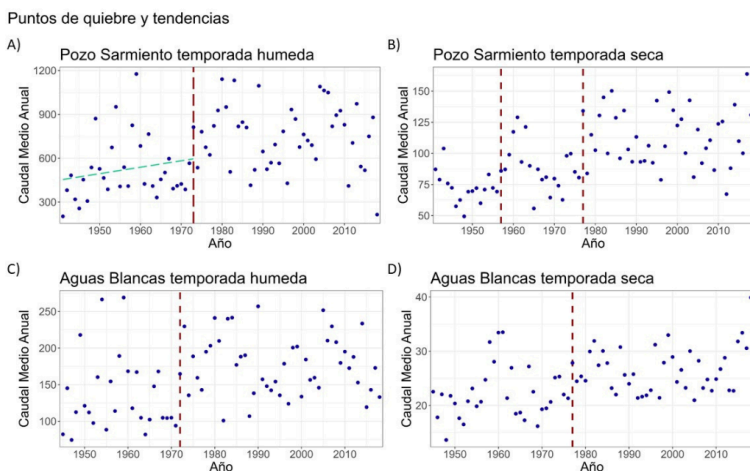 Puntos de quiebre y tendencias
A)
Pozo Sarmiento temporada humeda
Caudal Medio Anual
1200
900
600
300
1950
1960
1970
1980
1990
2000
2010
Año
B)
Pozo Sarmiento temporada seca
Caudal Medio Anual
150
125
100
75
50
1950
1960
1970
1980
1990
2000
2010
Año
C)
Aguas Blancas temporada humeda
Caudal Medio Anual
250
200
150
100
1950
1960
1970
1980
1990
2000
2010
Año
D)
Aguas Blancas temporada seca
Caudal Medio Anual
40
30
20
1950
1960
1970
1980
1990
2000
2010
Año